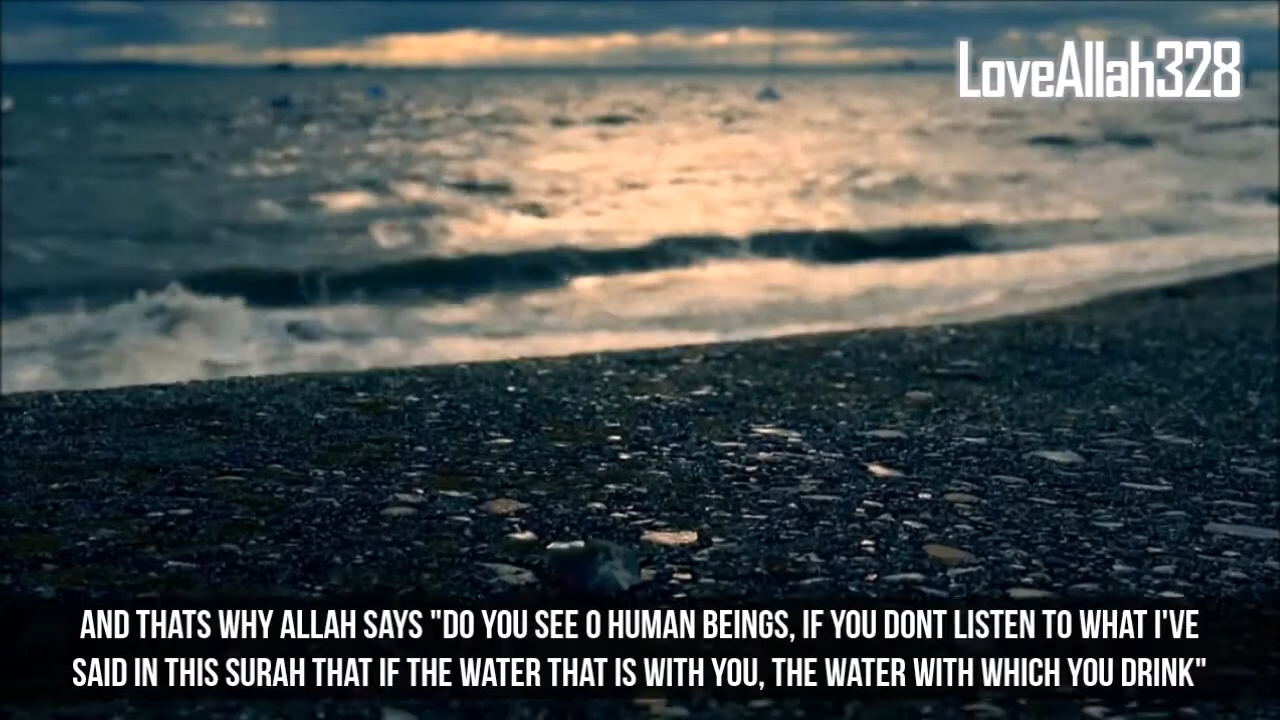 LoveAllah328
AND THATS WHY ALLAH SAYS "DO YOU SEE O HUMAN BEINGS, IF YOU DONT LISTEN TO WHAT I'VE
SAID IN THIS SURAH THAT IF THE WATER THAT IS WITH YOU, THE WATER WITH WHICH YOU DRINK"